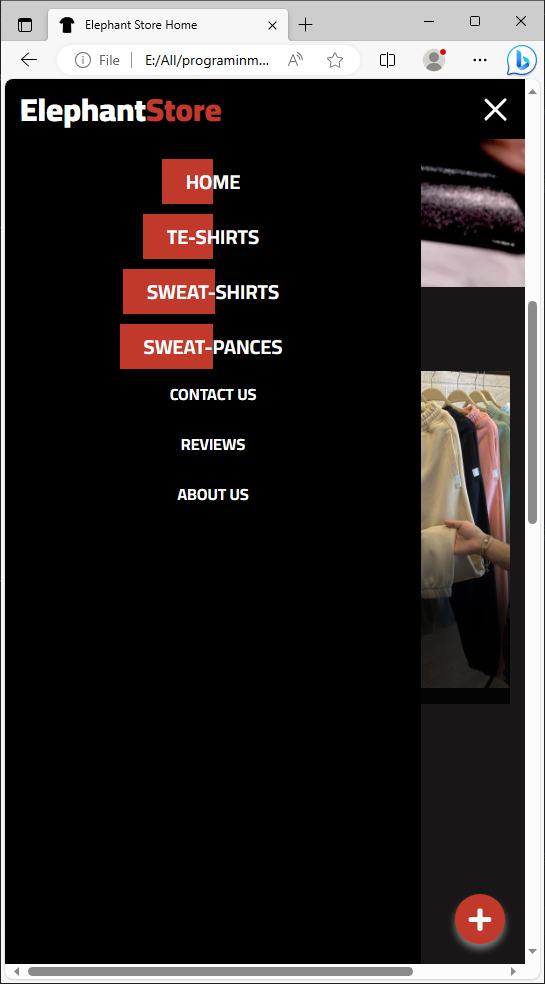 Elephant Store Home
File
E:/All/programinm...
ElephantStore
HOME
TE-SHIRTS
SWEAT-SHIRTS
SWEAT-PANCES
CONTACT US
REVIEWS
ABOUT US